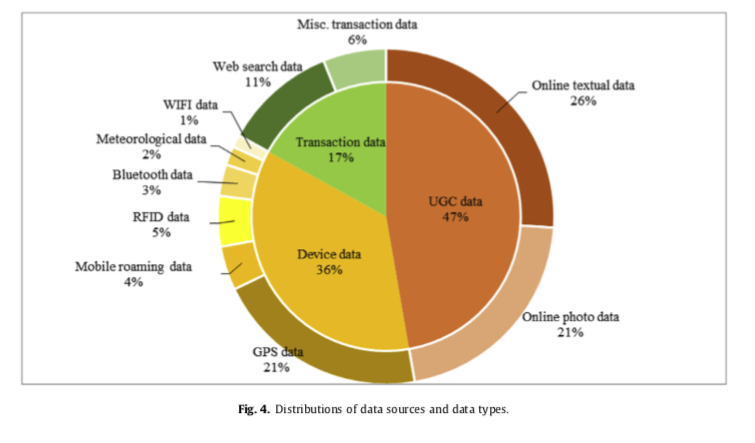 Misc. transaction data
6%
Web search data
11%
Online textual data
26%
WIFI data
1%
Transaction data
17%
Meteorological data
2%
Bluetooth data
3%
UGC data
47%
RFID data
5%
Device data
36%
Mobile roaming data
4%
Online photo data
21%
GPS data
21%
Fig. 4. Distributions of data sources and data types.